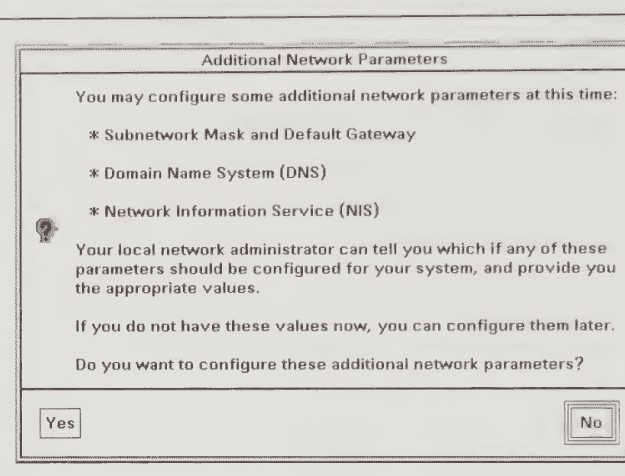 Additional Network Parameters
You may configure some additional network parameters at this time:
* Subnetwork Mask and Default Gateway
* Domain Name System (DNS)
* Network Information Service (NIS)
?
Your local network administrator can tell you which if any of these
parameters should be configured for your system, and provide you
the appropriate values.
If you do not have these values now, you can configure them later.
Do you want to configure these additional network parameters?
Yes
No